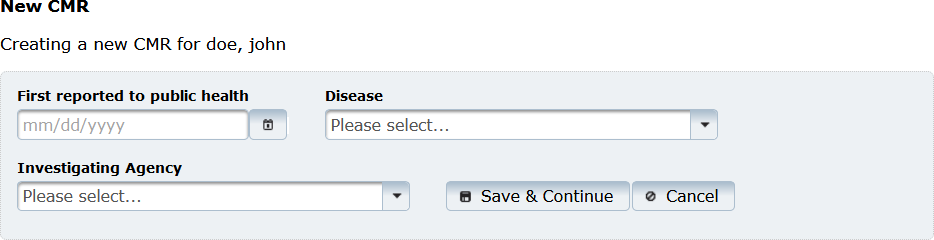 New CMR
Creating a new CMR for doe, john
First reported to public health Disease
mm/dd/yyyy Please select...
Investigating Agency
Please select... Save & Continue Cancel